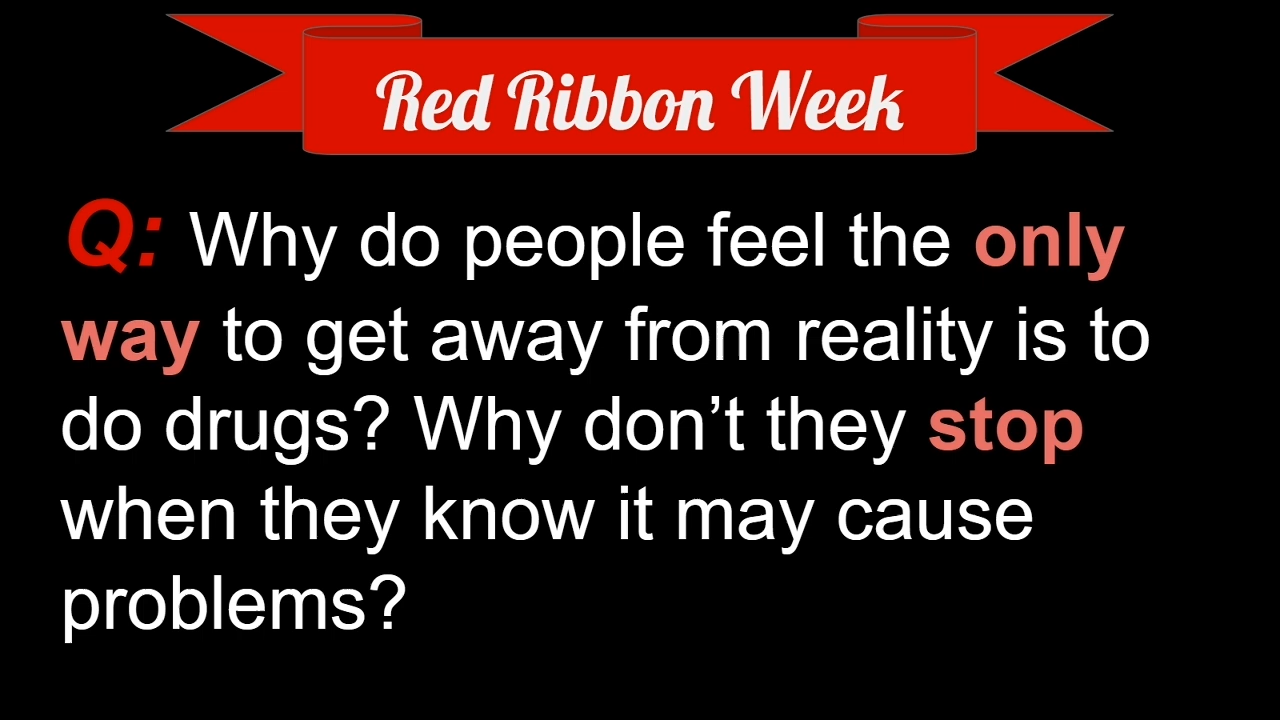 Red Ribbon Week
Q: Why do people feel the only
way to get away from reality is to
do drugs? Why don’t they stop
when they know it may cause
problems?